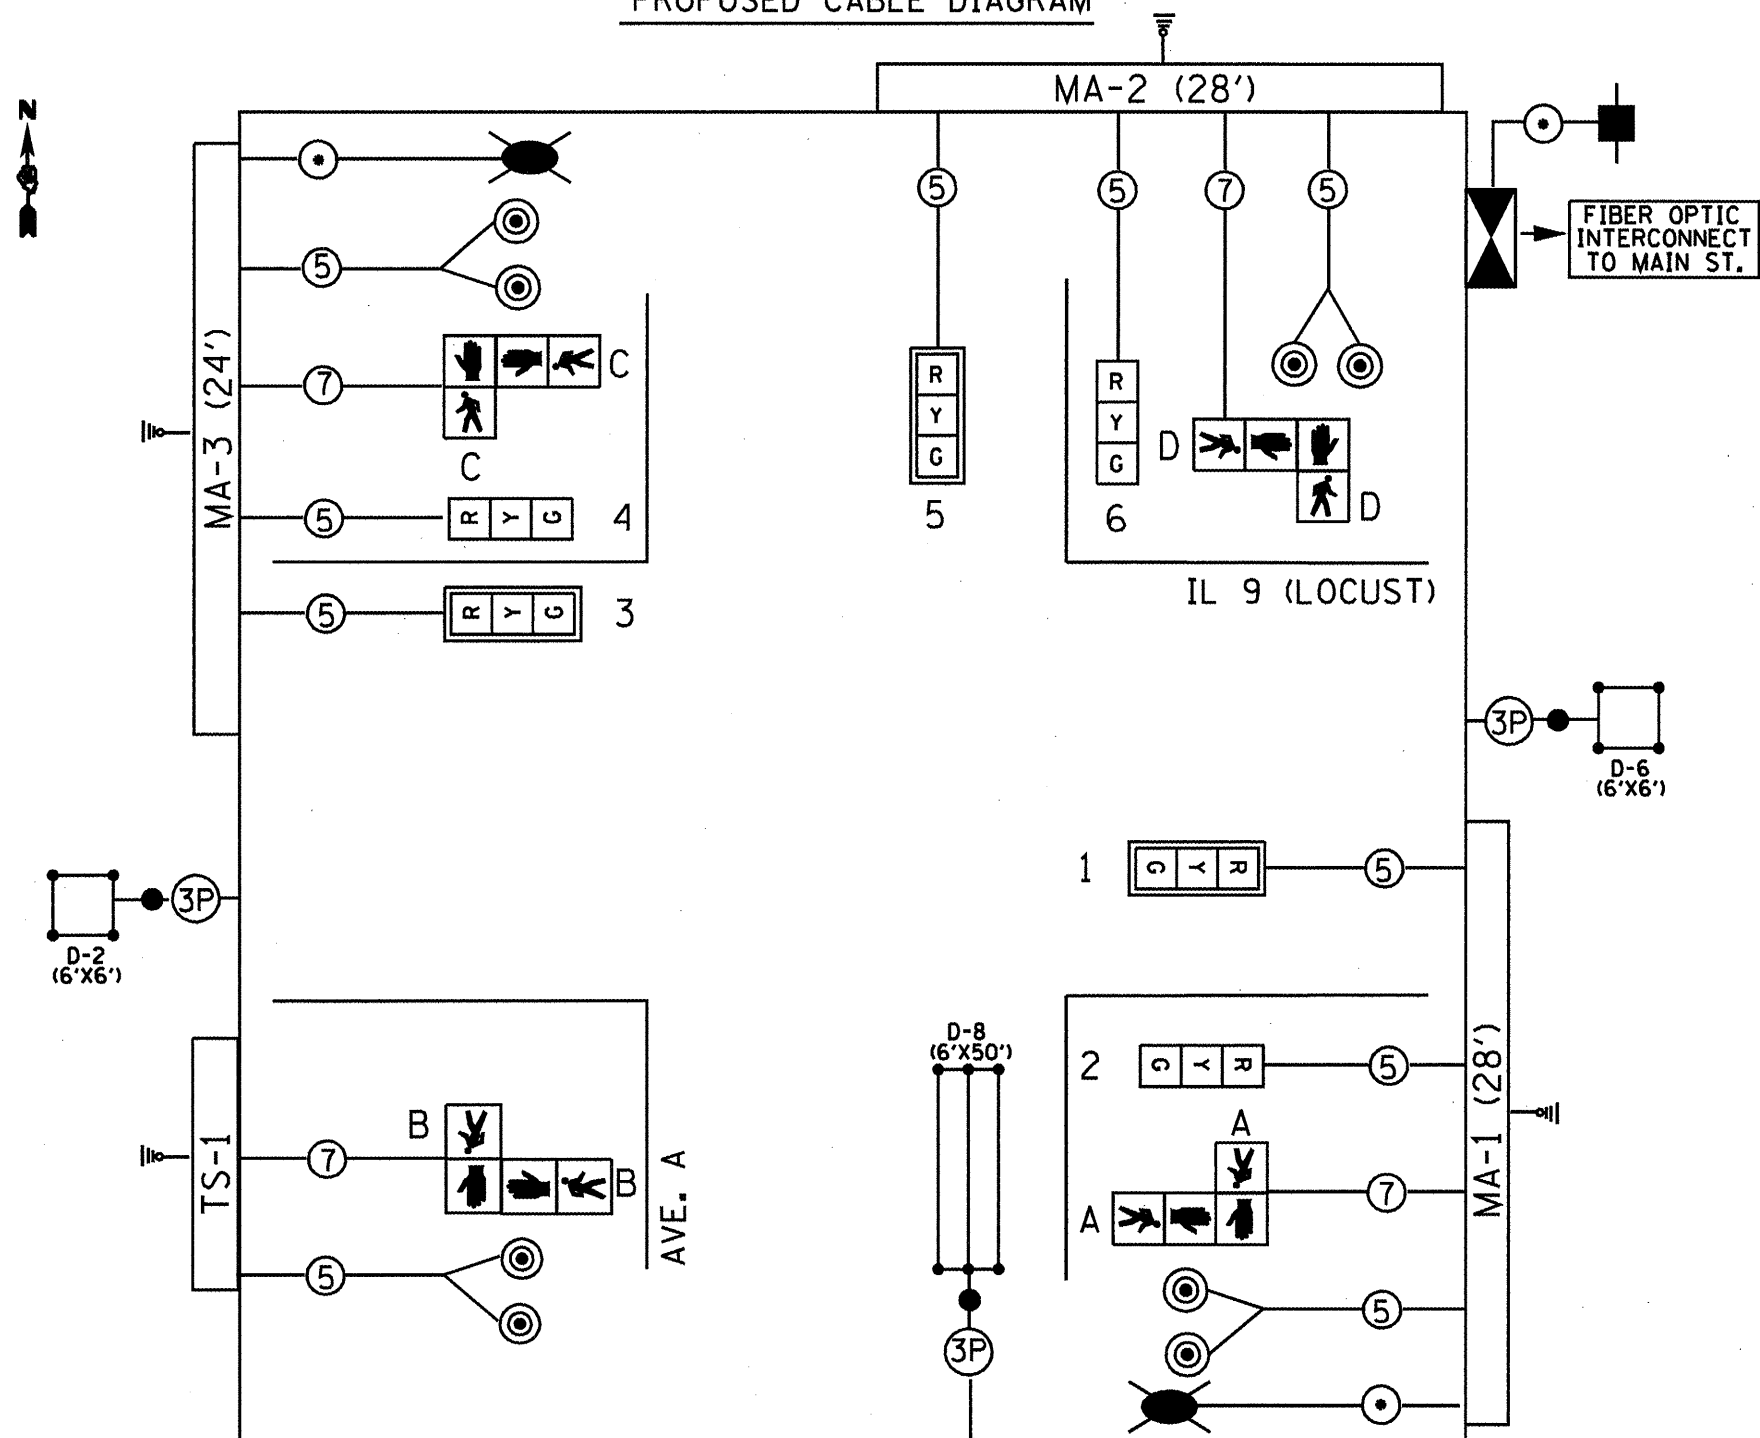 PROPOSED CABLE DIAGRAM
MA-2 (28')
N
5
5
7
5
FIBER OPTIC
INTERCONNECT
TO MAIN ST.
5
MA-3 (24')
7
C
C
5
R Y G
4
5
R Y G
3
R
Y
G
5
R
Y
G
6
D
D
IL 9 (LOCUST)
3P
D-6
(6'X6')
3P
D-2
(6'X6')
1
G Y R
5
D-8
(6'X50')
3P
2
G Y R
5
MA-1 (28')
A
A
7
5
TS-1
B
7
B
AVE. A
5